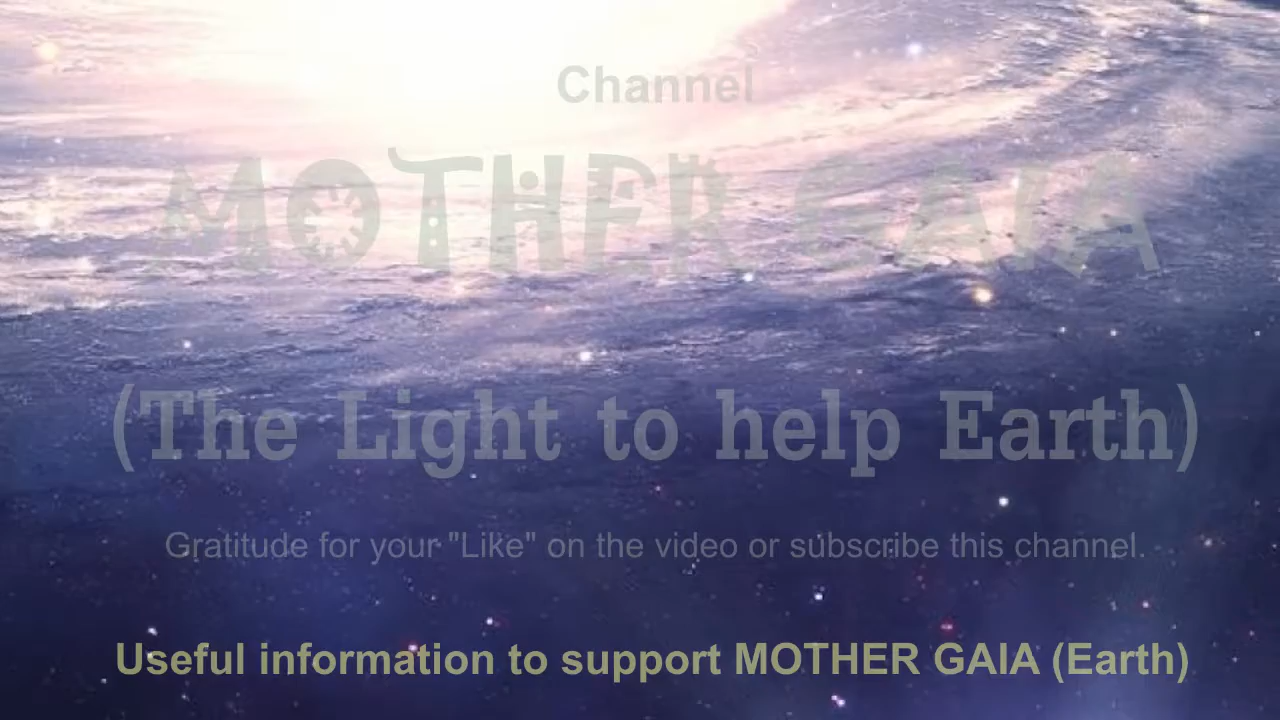 Channel
MOTHER GAIA
(The Light to help Earth)
Gratitude for your "Like" on the video or subscribe this channel.
Useful information to support MOTHER GAIA (Earth)